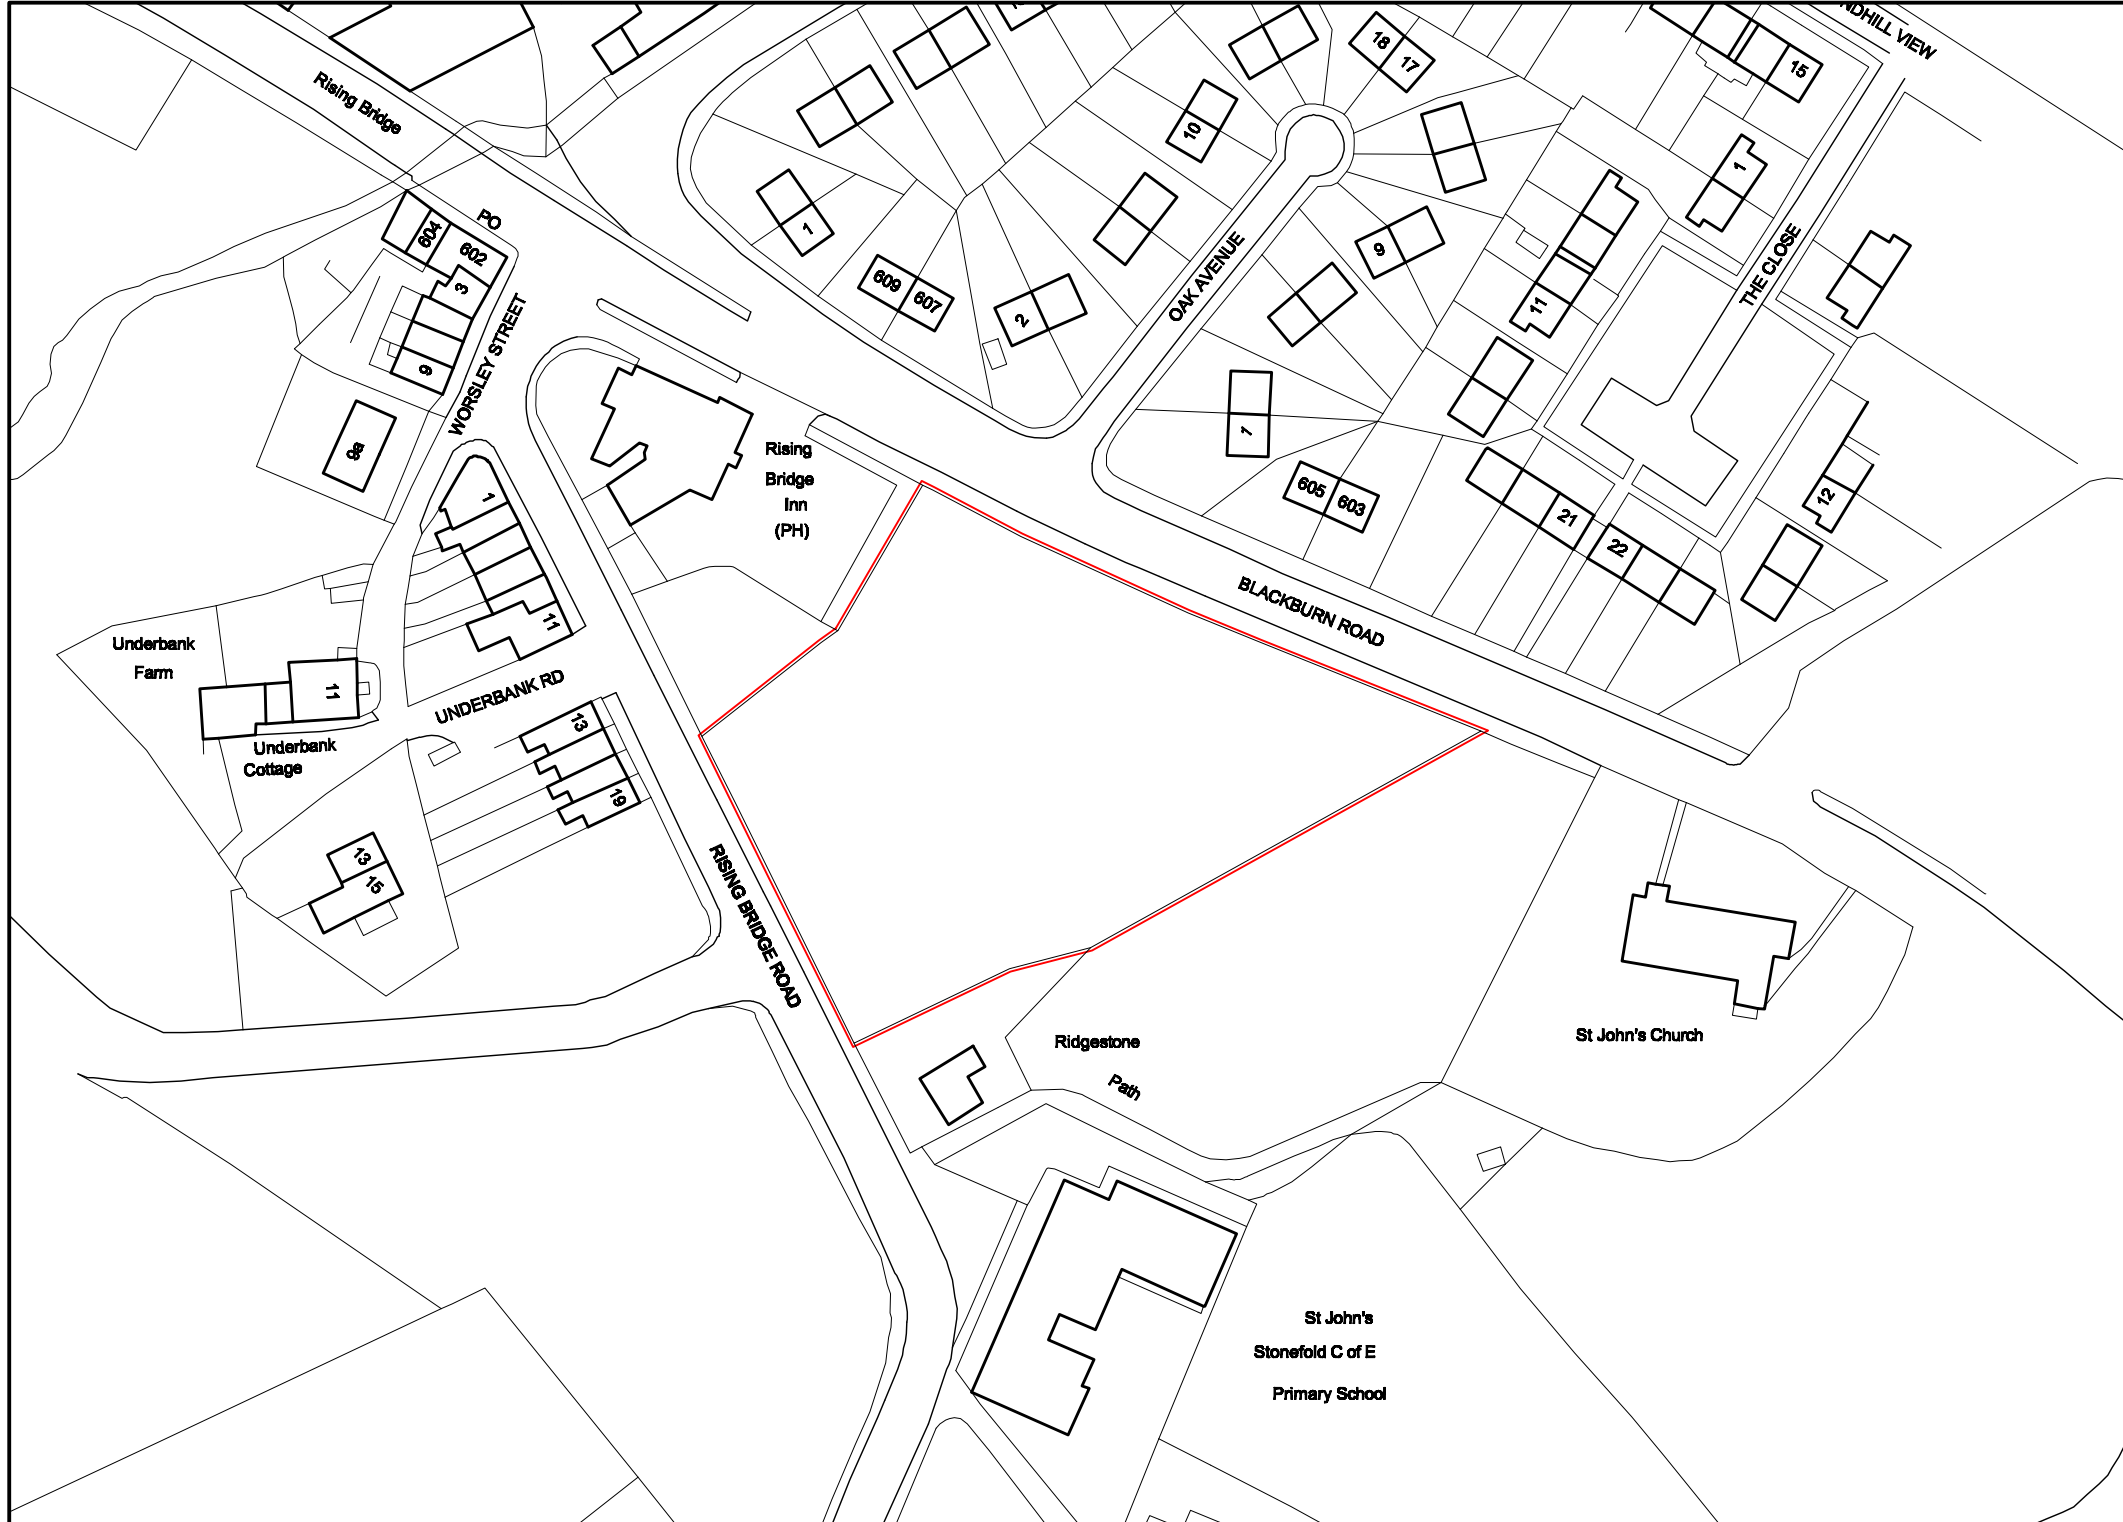 NDHILL VIEW
18
17
15
Rising Bridge
10
1
PO
604
602
3
9
1
609
607
2
OAK AVENUE
9
11
THE CLOSE
WORSLEY STREET
9a
Rising
Bridge
Inn
(PH)
1
605
603
21
22
12
1
11
BLACKBURN ROAD
Underbank
Farm
11
UNDERBANK RD
13
Underbank
Cottage
19
13
15
RISING BRIDGE ROAD
Ridgestone
Path
St John's Church
St John's
Stonefold C of E
Primary School